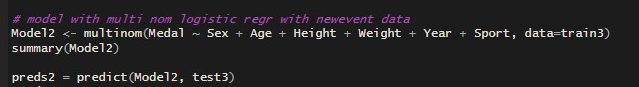 # model with multi nom logistic regr with newevent data
Model2 <- multinom(Medal ~ Sex + Age + Height + Weight + Year + Sport, data=train3)
summary(Model2)
preds2 = predict(Model2, test3)